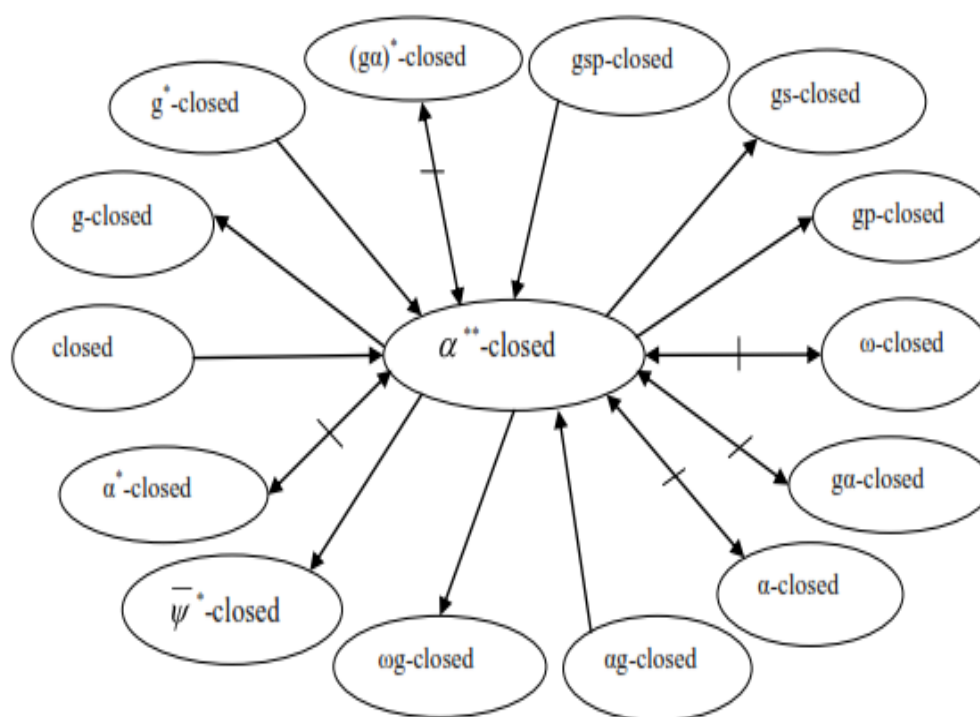 (gα)*-closed
gsp-closed
g*-closed
gs-closed
g-closed
gp-closed
closed
α**-closed
ω-closed
α*-closed
gα-closed
ψ̅*-closed
α-closed
ωg-closed
αg-closed